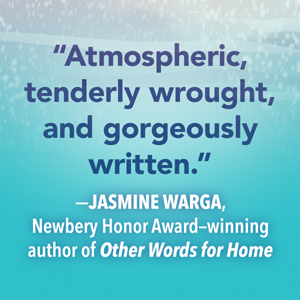 “Atmospheric,
tenderly wrought,
and gorgeously
written.”
—JASMINE WARGA,
Newbery Honor Award–winning
author of Other Words for Home